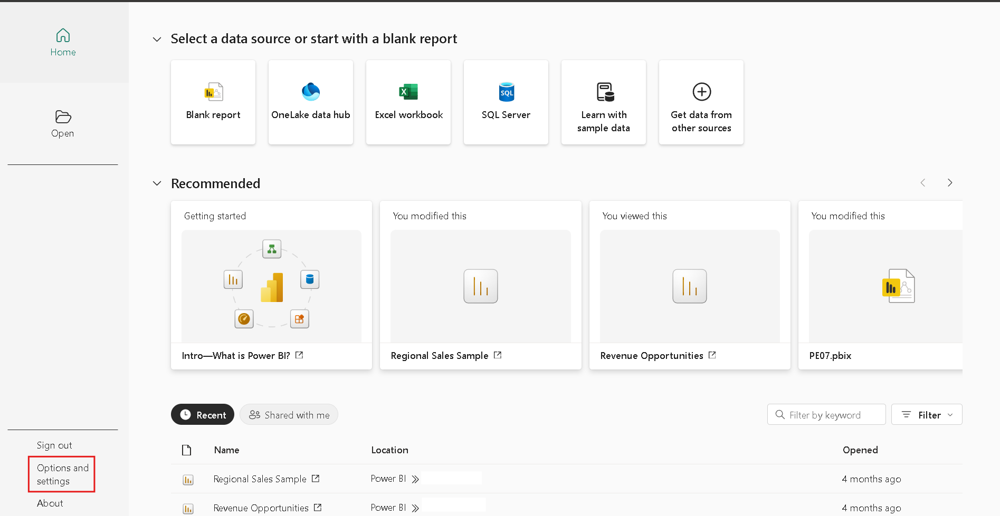 Home
Open
Sign out
Options and
settings
About
Select a data source or start with a blank report
Blank report
OneLake data hub
Excel workbook
SQL
SQL Server
Learn with
sample data
Get data from
other sources
Recommended
Getting started
Intro—What is Power BI?
You modified this
Regional Sales Sample
You viewed this
Revenue Opportunities
You modified this
PE07.pbix
Recent
Shared with me
Filter by keyword
Filter
Name Location Opened
Regional Sales Sample Power BI 4 months ago
Revenue Opportunities Power BI 4 months ago